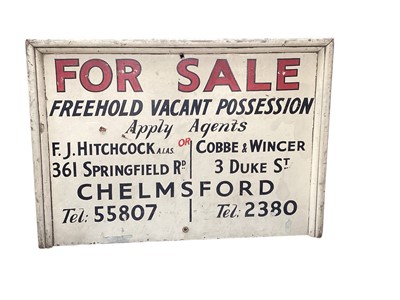 FOR SALE
FREEHOLD VACANT POSSESSION
Apply Agents
F. J. HITCHCOCK A.I.A.S. OR COBBE & WINCER
361 SPRINGFIELD RD 3 DUKE ST
CHELMSFORD
Tel: 55807 Tel: 2380